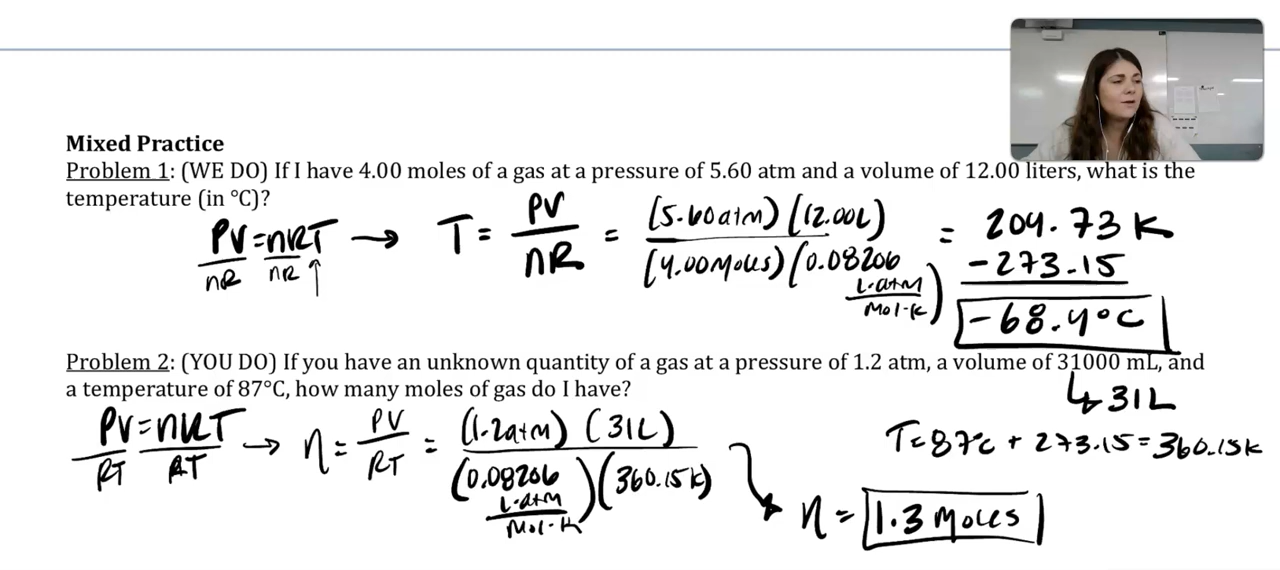 Mixed Practice
Problem 1: (WE DO) If I have 4.00 moles of a gas at a pressure of 5.60 atm and a volume of 12.00 liters, what is the
temperature (in °C)?
PV=nRT → T = PV/nR = (5.60atm)(12.00L)/(4.00moles)(0.08206 L·atm/mol·K) = 204.73 K
nR nR ↑
-273.15
-68.4°C
Problem 2: (YOU DO) If you have an unknown quantity of a gas at a pressure of 1.2 atm, a volume of 31000 mL, and
a temperature of 87°C, how many moles of gas do I have?
↳ 31L
PV=nRT → n = PV/RT = (1.2atm)(31L)/(0.08206 L·atm/mol·K)(360.15K)
RT RT
T=87°C + 273.15=360.15K
n = 1.3 moles